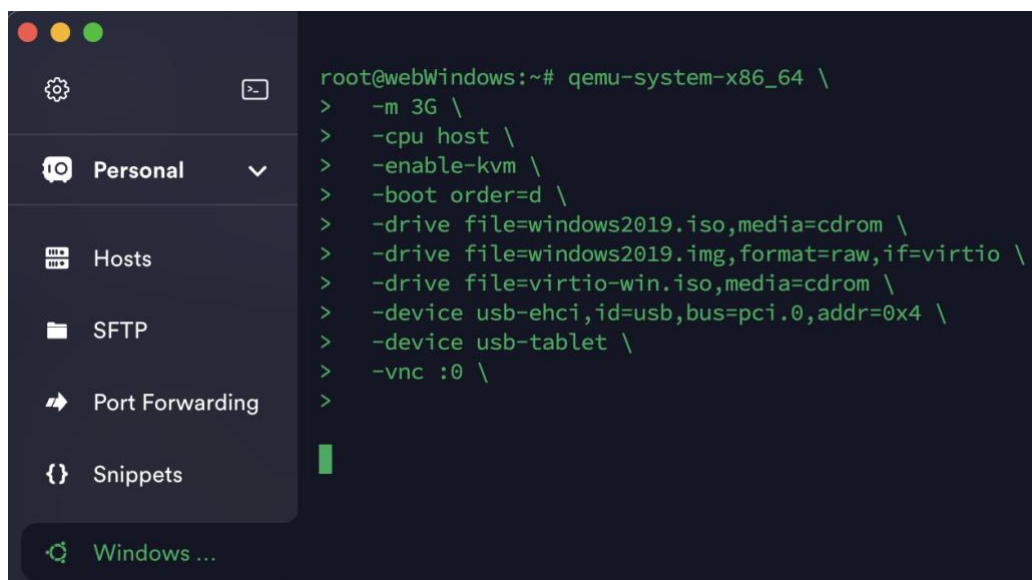 Personal
Hosts
SFTP
Port Forwarding
{} Snippets
Windows ...
root@webWindows:~# qemu-system-x86_64 \
>   -m 3G \
>   -cpu host \
>   -enable-kvm \
>   -boot order=d \
>   -drive file=windows2019.iso,media=cdrom \
>   -drive file=windows2019.img,format=raw,if=virtio \
>   -drive file=virtio-win.iso,media=cdrom \
>   -device usb-ehci,id=usb,bus=pci.0,addr=0x4 \
>   -device usb-tablet \
>   -vnc :0 \
>